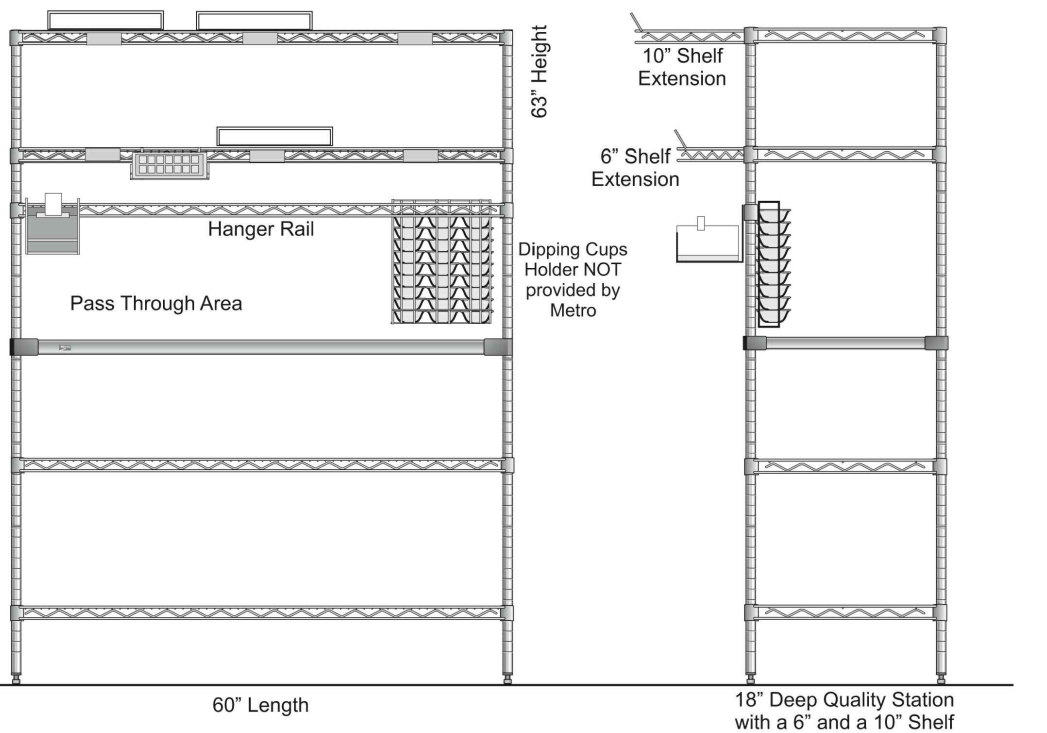 63” Height
10” Shelf
Extension
6” Shelf
Extension
Hanger Rail
Dipping Cups
Holder NOT
provided by
Metro
Pass Through Area
60” Length
18” Deep Quality Station
with a 6” and a 10” Shelf